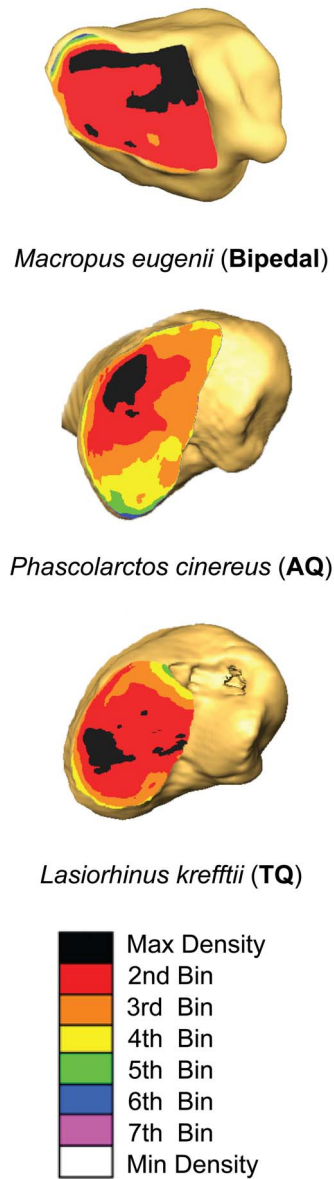 Macropus eugenii (Bipedal)
Phascolarctos cinereus (AQ)
Lasiorhinus krefftii (TQ)
Max Density
2nd Bin
3rd Bin
4th Bin
5th Bin
6th Bin
7th Bin
Min Density